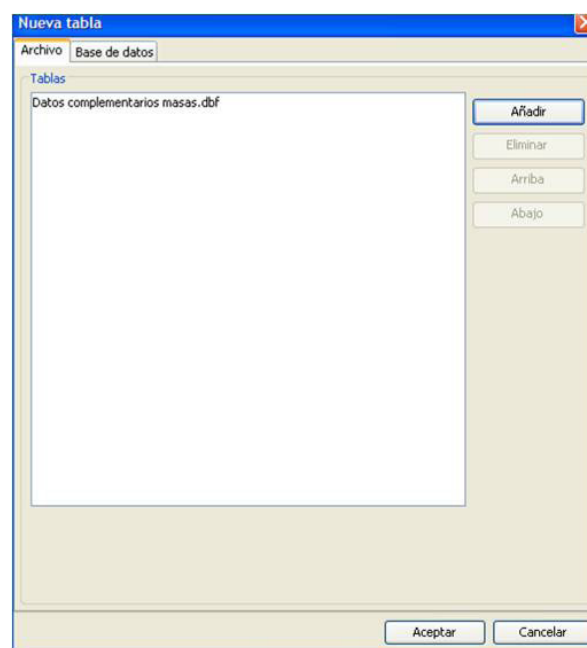 Nueva tabla
Archivo
Base de datos
Tablas
Datos complementarios masas.dbf
Añadir
Eliminar
Arriba
Abajo
Aceptar
Cancelar